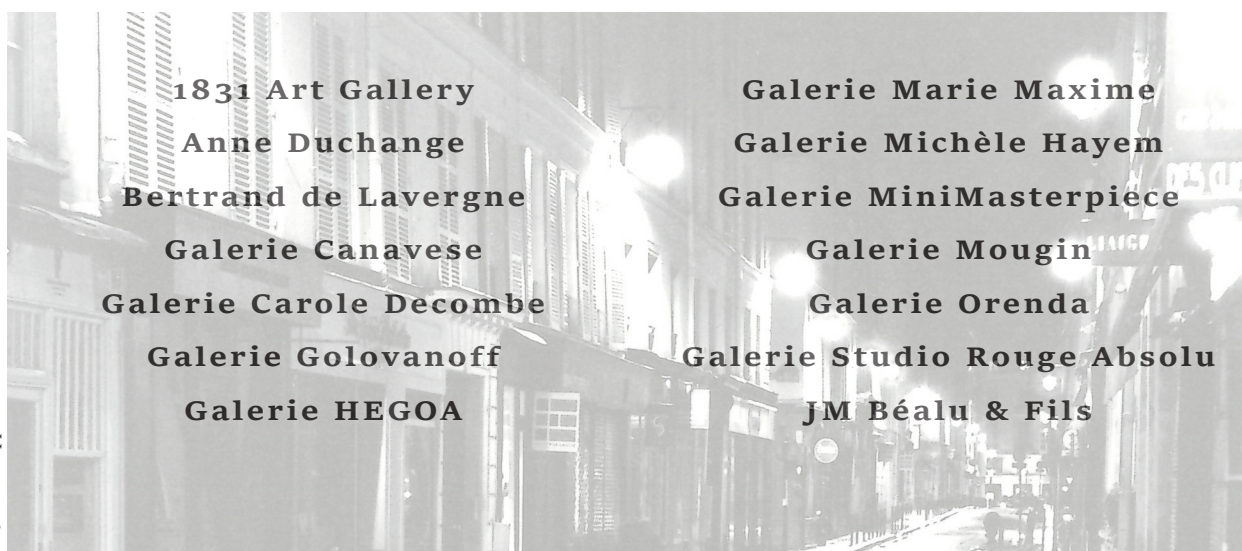 1831 Art Gallery
Anne Duchange
Bertrand de Lavergne
Galerie Canavese
Galerie Carole Decombe
Galerie Golovanoff
Galerie HEGOA
Galerie Marie Maxime
Galerie Michèle Hayem
Galerie MiniMasterpiece
Galerie Mougin
Galerie Orenda
Galerie Studio Rouge Absolu
JM Béalu & Fils